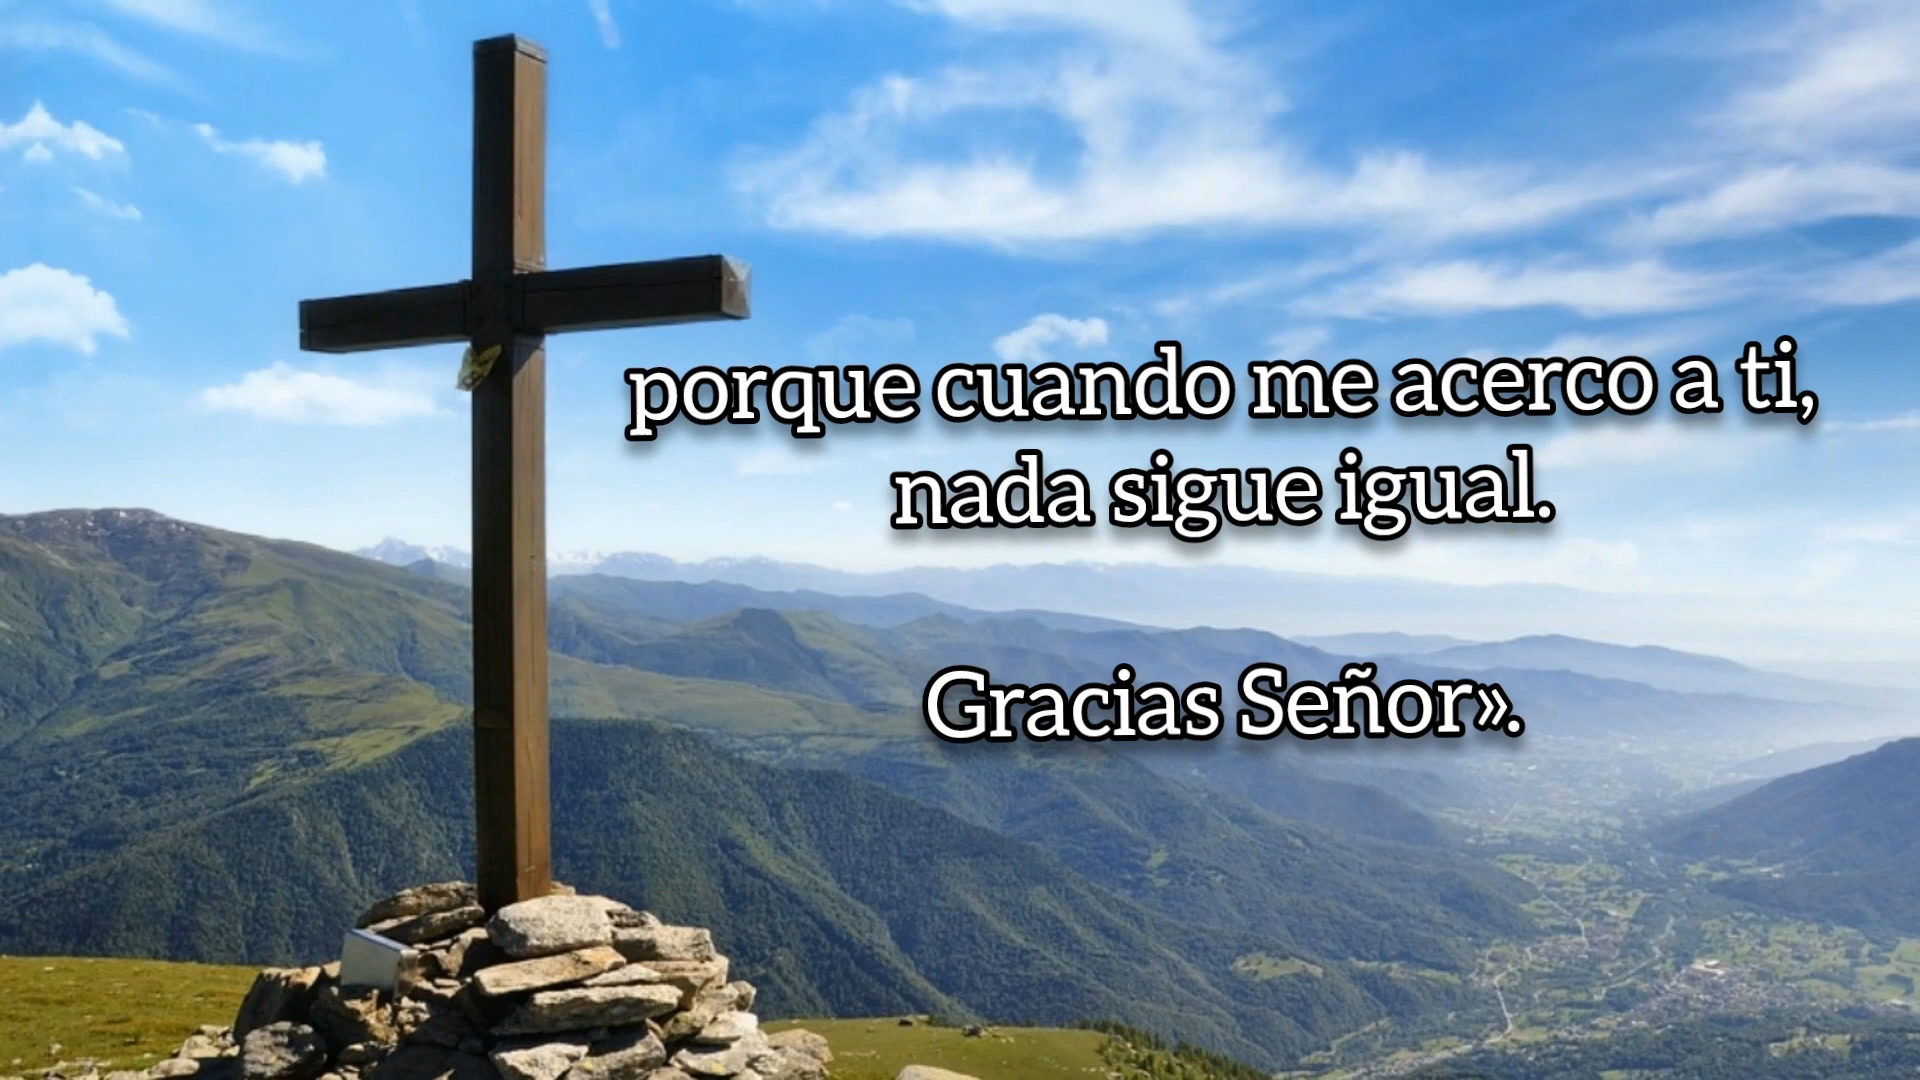 porque cuando me acerco a ti,
nada sigue igual.
Gracias Señor».